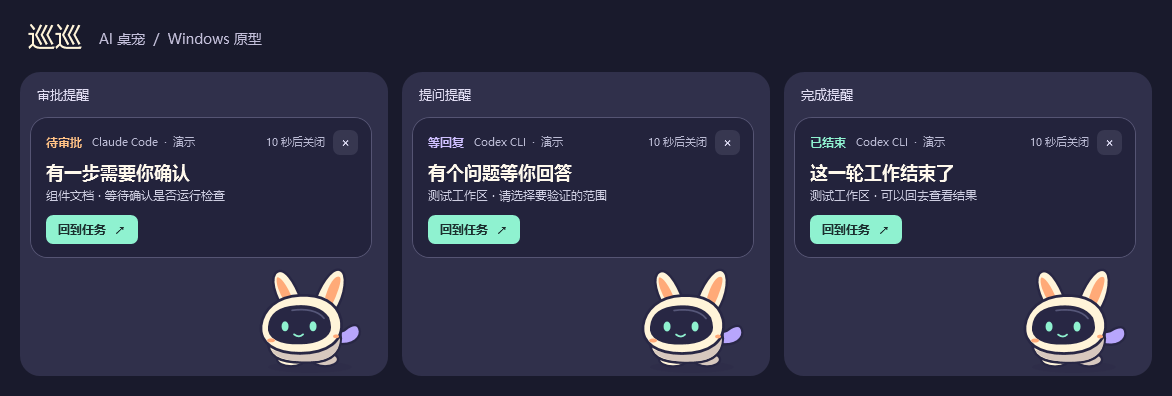 巡巡 AI 桌宠 / Windows 原型
审批提醒
待审批 Claude Code · 演示 10 秒后关闭 ×
有一步需要你确认
组件文档 · 等待确认是否运行检查
回到任务 ↗
提问提醒
等回复 Codex CLI · 演示 10 秒后关闭 ×
有个问题等你回答
测试工作区 · 请选择要验证的范围
回到任务 ↗
完成提醒
已结束 Codex CLI · 演示 10 秒后关闭 ×
这一轮工作结束了
测试工作区 · 可以回去查看结果
回到任务 ↗